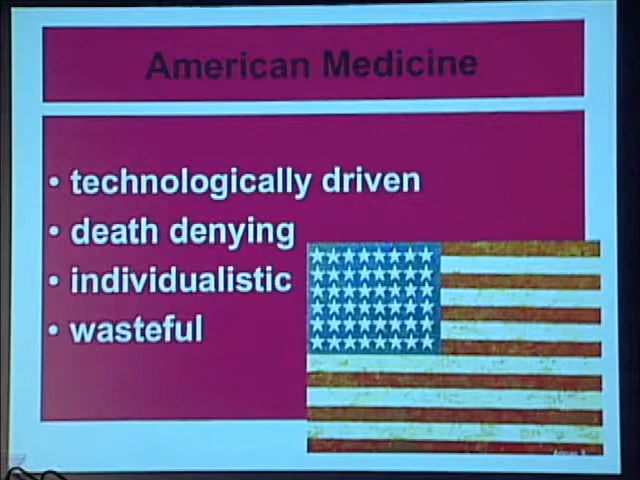 American Medicine
• technologically driven
• death denying
• individualistic
• wasteful